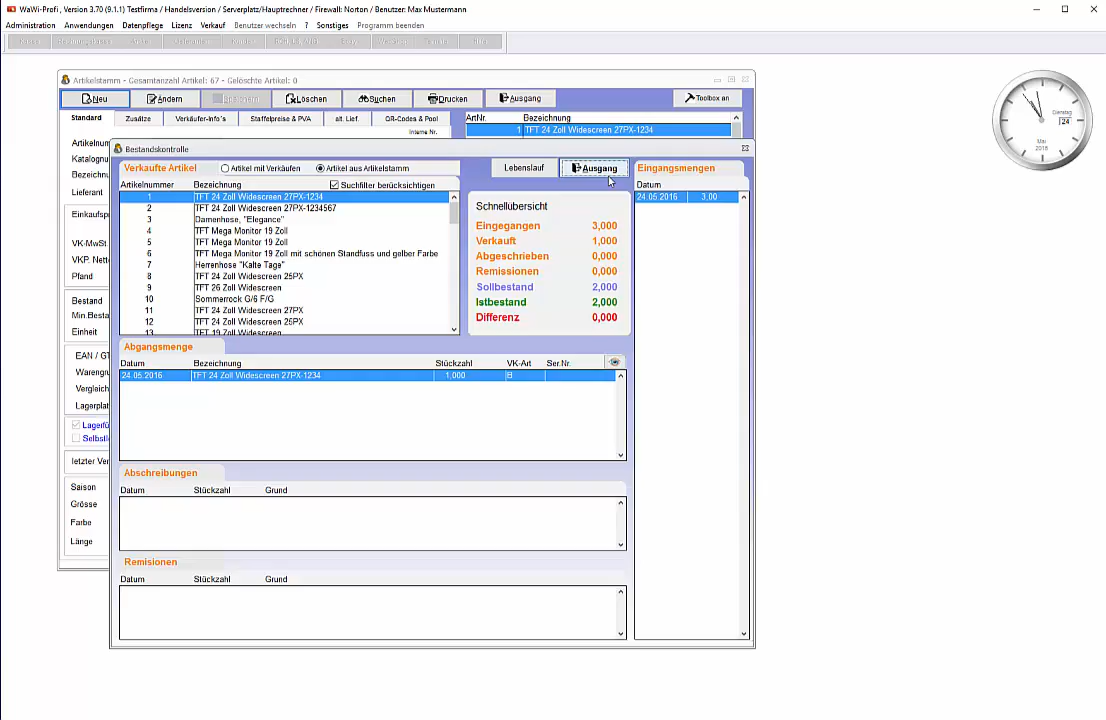 WaWi-Profi , Version 3.70 (9.1.1) Testfirma / Handelsversion / Serverplatz/Hauptrechner / Firewall: Norton / Benutzer: Max Mustermann
Administration Anwendungen Datenpflege Lizenz Verkauf Benutzer wechseln ? Sonstiges Programm beenden
Artikelstamm - Gesamtanzahl Artikel: 67 - Gelöschte Artikel: 0
Neu Ändern Löschen Suchen Drucken Ausgang Toolbox an
Standard Zusätze Verkäufer-Info's Staffelpreise & PVA alt. Lief. QR-Codes & Pool
ArtNr. Bezeichnung
Interne Nr.
1 TFT 24 Zoll Widescreen 27PX-1234
Artikelnum
Katalognu
Bezeichnu
Lieferant
Einkaufspr
VK-MwSt.
VKP. Nett
Pfand
Bestand
Min.Besta
Einheit
EAN / GT
Warengru
Vergleich
Lagerplat
Lagerfü
Selbstl
letzter Ver
Saison
Grösse
Farbe
Länge
Bestandskontrolle
Verkaufte Artikel Artikel mit Verkäufen Artikel aus Artikelstamm
Lebenslauf Ausgang
Artikelnummer Bezeichnung Suchfilter berücksichtigen
1 TFT 24 Zoll Widescreen 27PX-1234
2 TFT 24 Zoll Widescreen 27PX-1234567
3 Damenhose, "Elegance"
4 TFT Mega Monitor 19 Zoll
5 TFT Mega Monitor 19 Zoll
6 TFT Mega Monitor 19 Zoll mit schönen Standfuss und gelber Farbe
7 Herrenhose "Kalte Tage"
8 TFT 24 Zoll Widescreen 25PX
9 TFT 26 Zoll Widescreen
10 Sommerrock G/6 F/G
11 TFT 24 Zoll Widescreen 27PX
12 TFT 24 Zoll Widescreen 25PX
13 TFT 19 Zoll Widescreen
Schnellübersicht
Eingegangen 3,000
Verkauft 1,000
Abgeschrieben 0,000
Remissionen 0,000
Sollbestand 2,000
Istbestand 2,000
Differenz 0,000
Eingangsmengen
Datum
24.05.2016 3,00
Abgangsmenge
Datum Bezeichnung Stückzahl VK-Art Ser.Nr.
24.05.2016 TFT 24 Zoll Widescreen 27PX-1234 1,000 B
Abschreibungen
Datum Stückzahl Grund
Remisionen
Datum Stückzahl Grund
Dienstag
24
Mai
2016